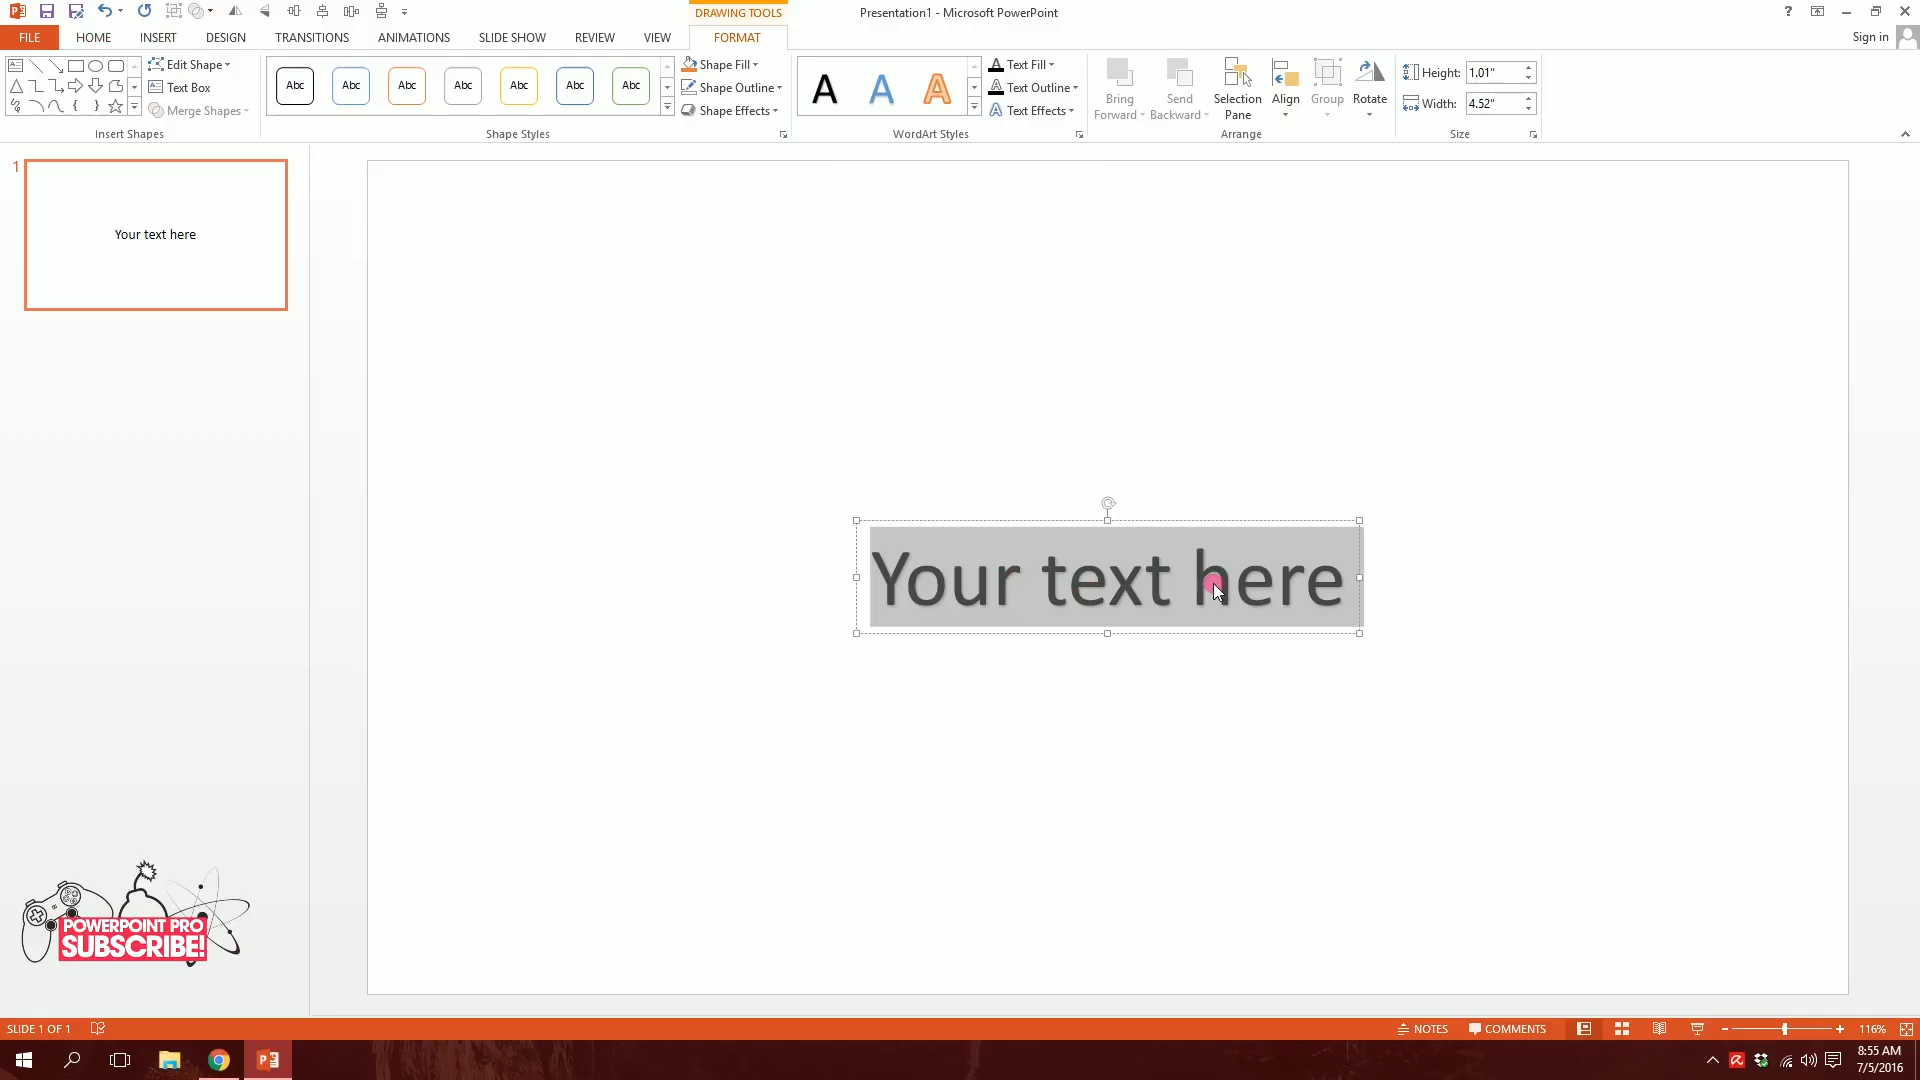 DRAWING TOOLS
Presentation1 - Microsoft PowerPoint
?
FILE
HOME
INSERT
DESIGN
TRANSITIONS
ANIMATIONS
SLIDE SHOW
REVIEW
VIEW
FORMAT
Sign in
Edit Shape
Text Box
Merge Shapes
Insert Shapes
Abc
Abc
Abc
Abc
Abc
Abc
Abc
Shape Styles
Shape Fill
Shape Outline
Shape Effects
A
A
A
WordArt Styles
Text Fill
Text Outline
Text Effects
Bring
Forward
Send
Backward
Selection
Pane
Align
Group
Rotate
Arrange
Height:
1.01"
Width:
4.52"
Size
1
Your text here
Your text here
POWERPOINT PRO
SUBSCRIBE!
SLIDE 1 OF 1
NOTES
COMMENTS
116%
8:55 AM
7/5/2016